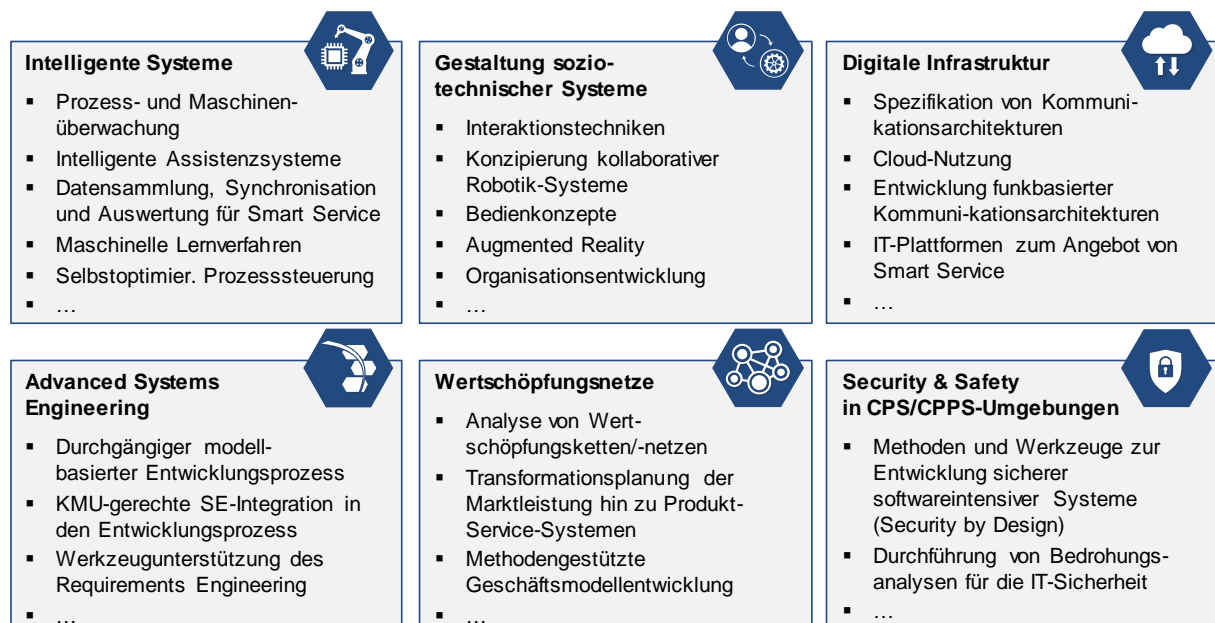 Intelligente Systeme
▪ Prozess- und Maschinen-
überwachung
▪ Intelligente Assistenzsysteme
▪ Datensammlung, Synchronisation
und Auswertung für Smart Service
▪ Maschinelle Lernverfahren
▪ Selbstoptimier. Prozesssteuerung
▪ …
Gestaltung sozio-
technischer Systeme
▪ Interaktionstechniken
▪ Konzipierung kollaborativer
Robotik-Systeme
▪ Bedienkonzepte
▪ Augmented Reality
▪ Organisationsentwicklung
▪ …
Digitale Infrastruktur
▪ Spezifikation von Kommuni-
kationsarchitekturen
▪ Cloud-Nutzung
▪ Entwicklung funkbasierter
Kommuni-kationsarchitekturen
▪ IT-Plattformen zum Angebot von
Smart Service
▪ …
Advanced Systems
Engineering
▪ Durchgängiger modell-
basierter Entwicklungsprozess
▪ KMU-gerechte SE-Integration in
den Entwicklungsprozess
▪ Werkzeugunterstützung des
Requirements Engineering
▪ …
Wertschöpfungsnetze
▪ Analyse von Wert-
schöpfungsketten/-netzen
▪ Transformationsplanung der
Marktleistung hin zu Produkt-
Service-Systemen
▪ Methodengestützte
Geschäftsmodellentwicklung
▪ …
Security & Safety
in CPS/CPPS-Umgebungen
▪ Methoden und Werkzeuge zur
Entwicklung sicherer
softwareintensiver Systeme
(Security by Design)
▪ Durchführung von Bedrohungs-
analysen für die IT-Sicherheit
▪ …